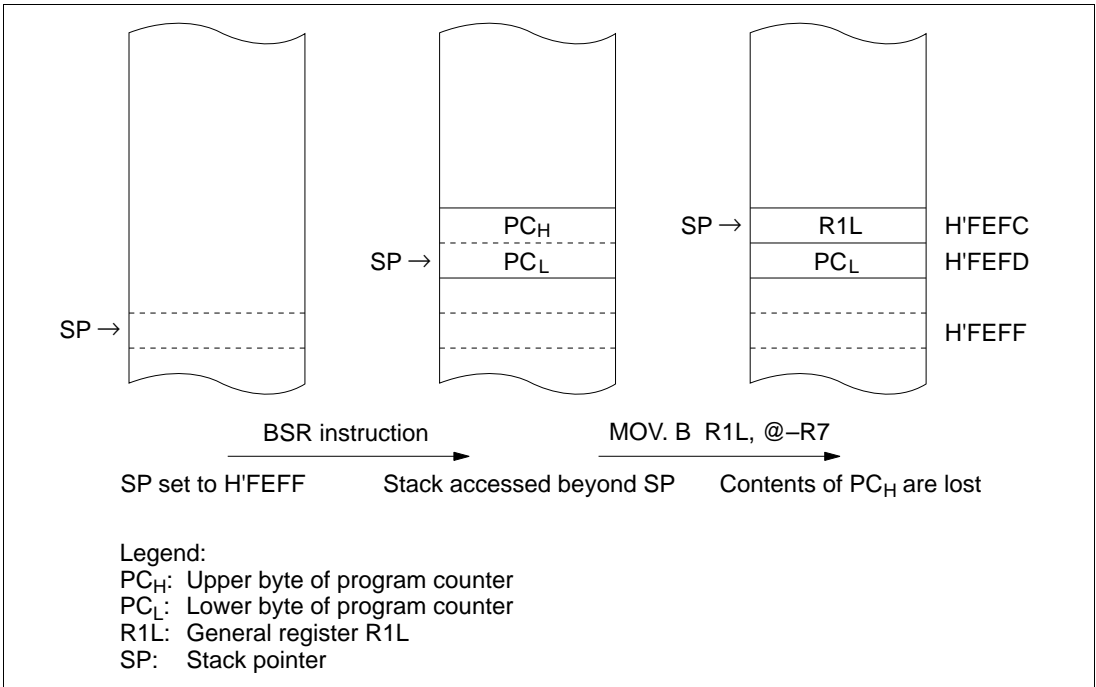 PCH
SP → R1L H'FEFC
SP → PCL
PCL H'FEFD
SP →
H'FEFF
BSR instruction
MOV. B R1L, @–R7
SP set to H'FEFF
Stack accessed beyond SP
Contents of PCH are lost
Legend:
PCH: Upper byte of program counter
PCL: Lower byte of program counter
R1L: General register R1L
SP: Stack pointer